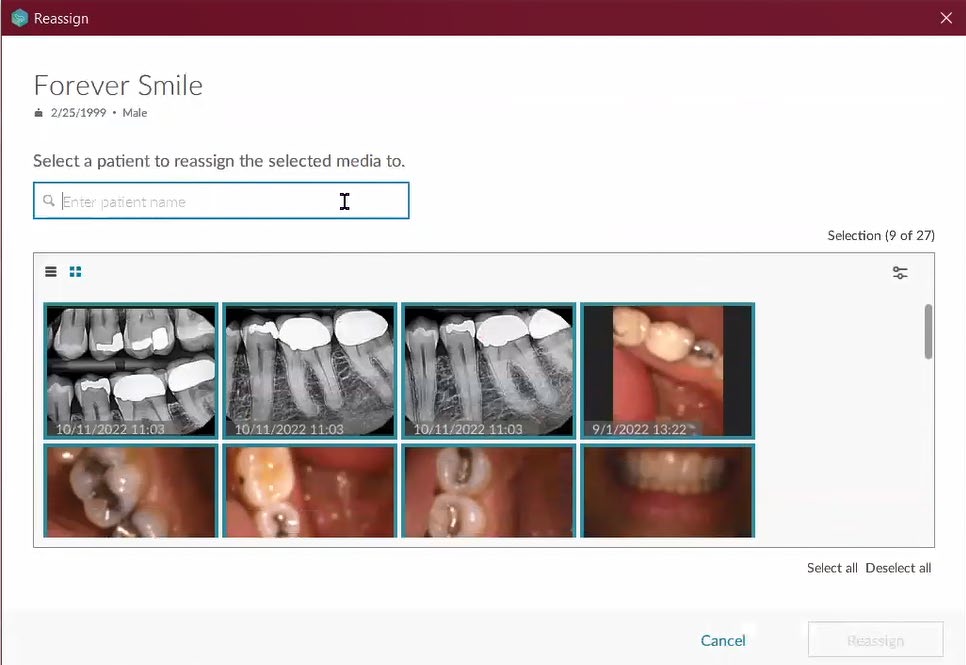 Reassign
Forever Smile
2/25/1999 • Male
Select a patient to reassign the selected media to.
Enter patient name
Selection (9 of 27)
10/11/2022 11:03
10/11/2022 11:03
10/11/2022 11:03
9/1/2022 13:22
Select all Deselect all
Cancel
Reassign